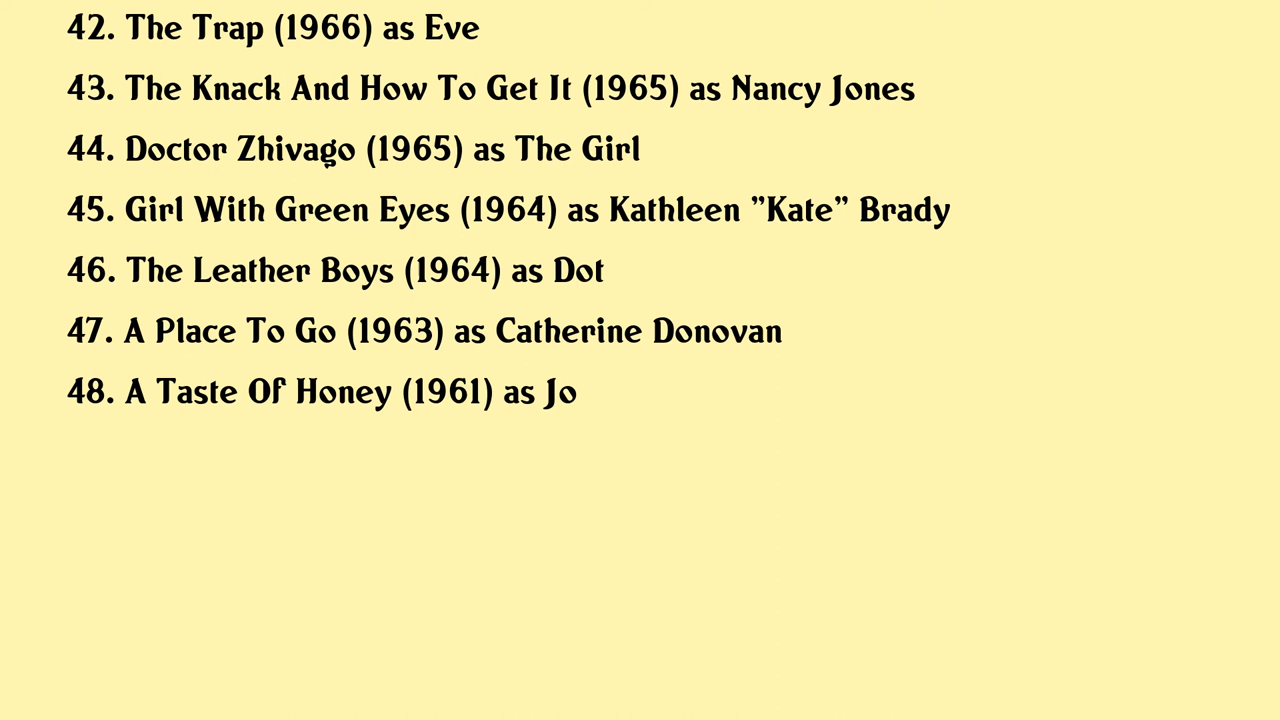 42. The Trap (1966) as Eve
43. The Knack And How To Get It (1965) as Nancy Jones
44. Doctor Zhivago (1965) as The Girl
45. Girl With Green Eyes (1964) as Kathleen ”Kate” Brady
46. The Leather Boys (1964) as Dot
47. A Place To Go (1963) as Catherine Donovan
48. A Taste Of Honey (1961) as Jo